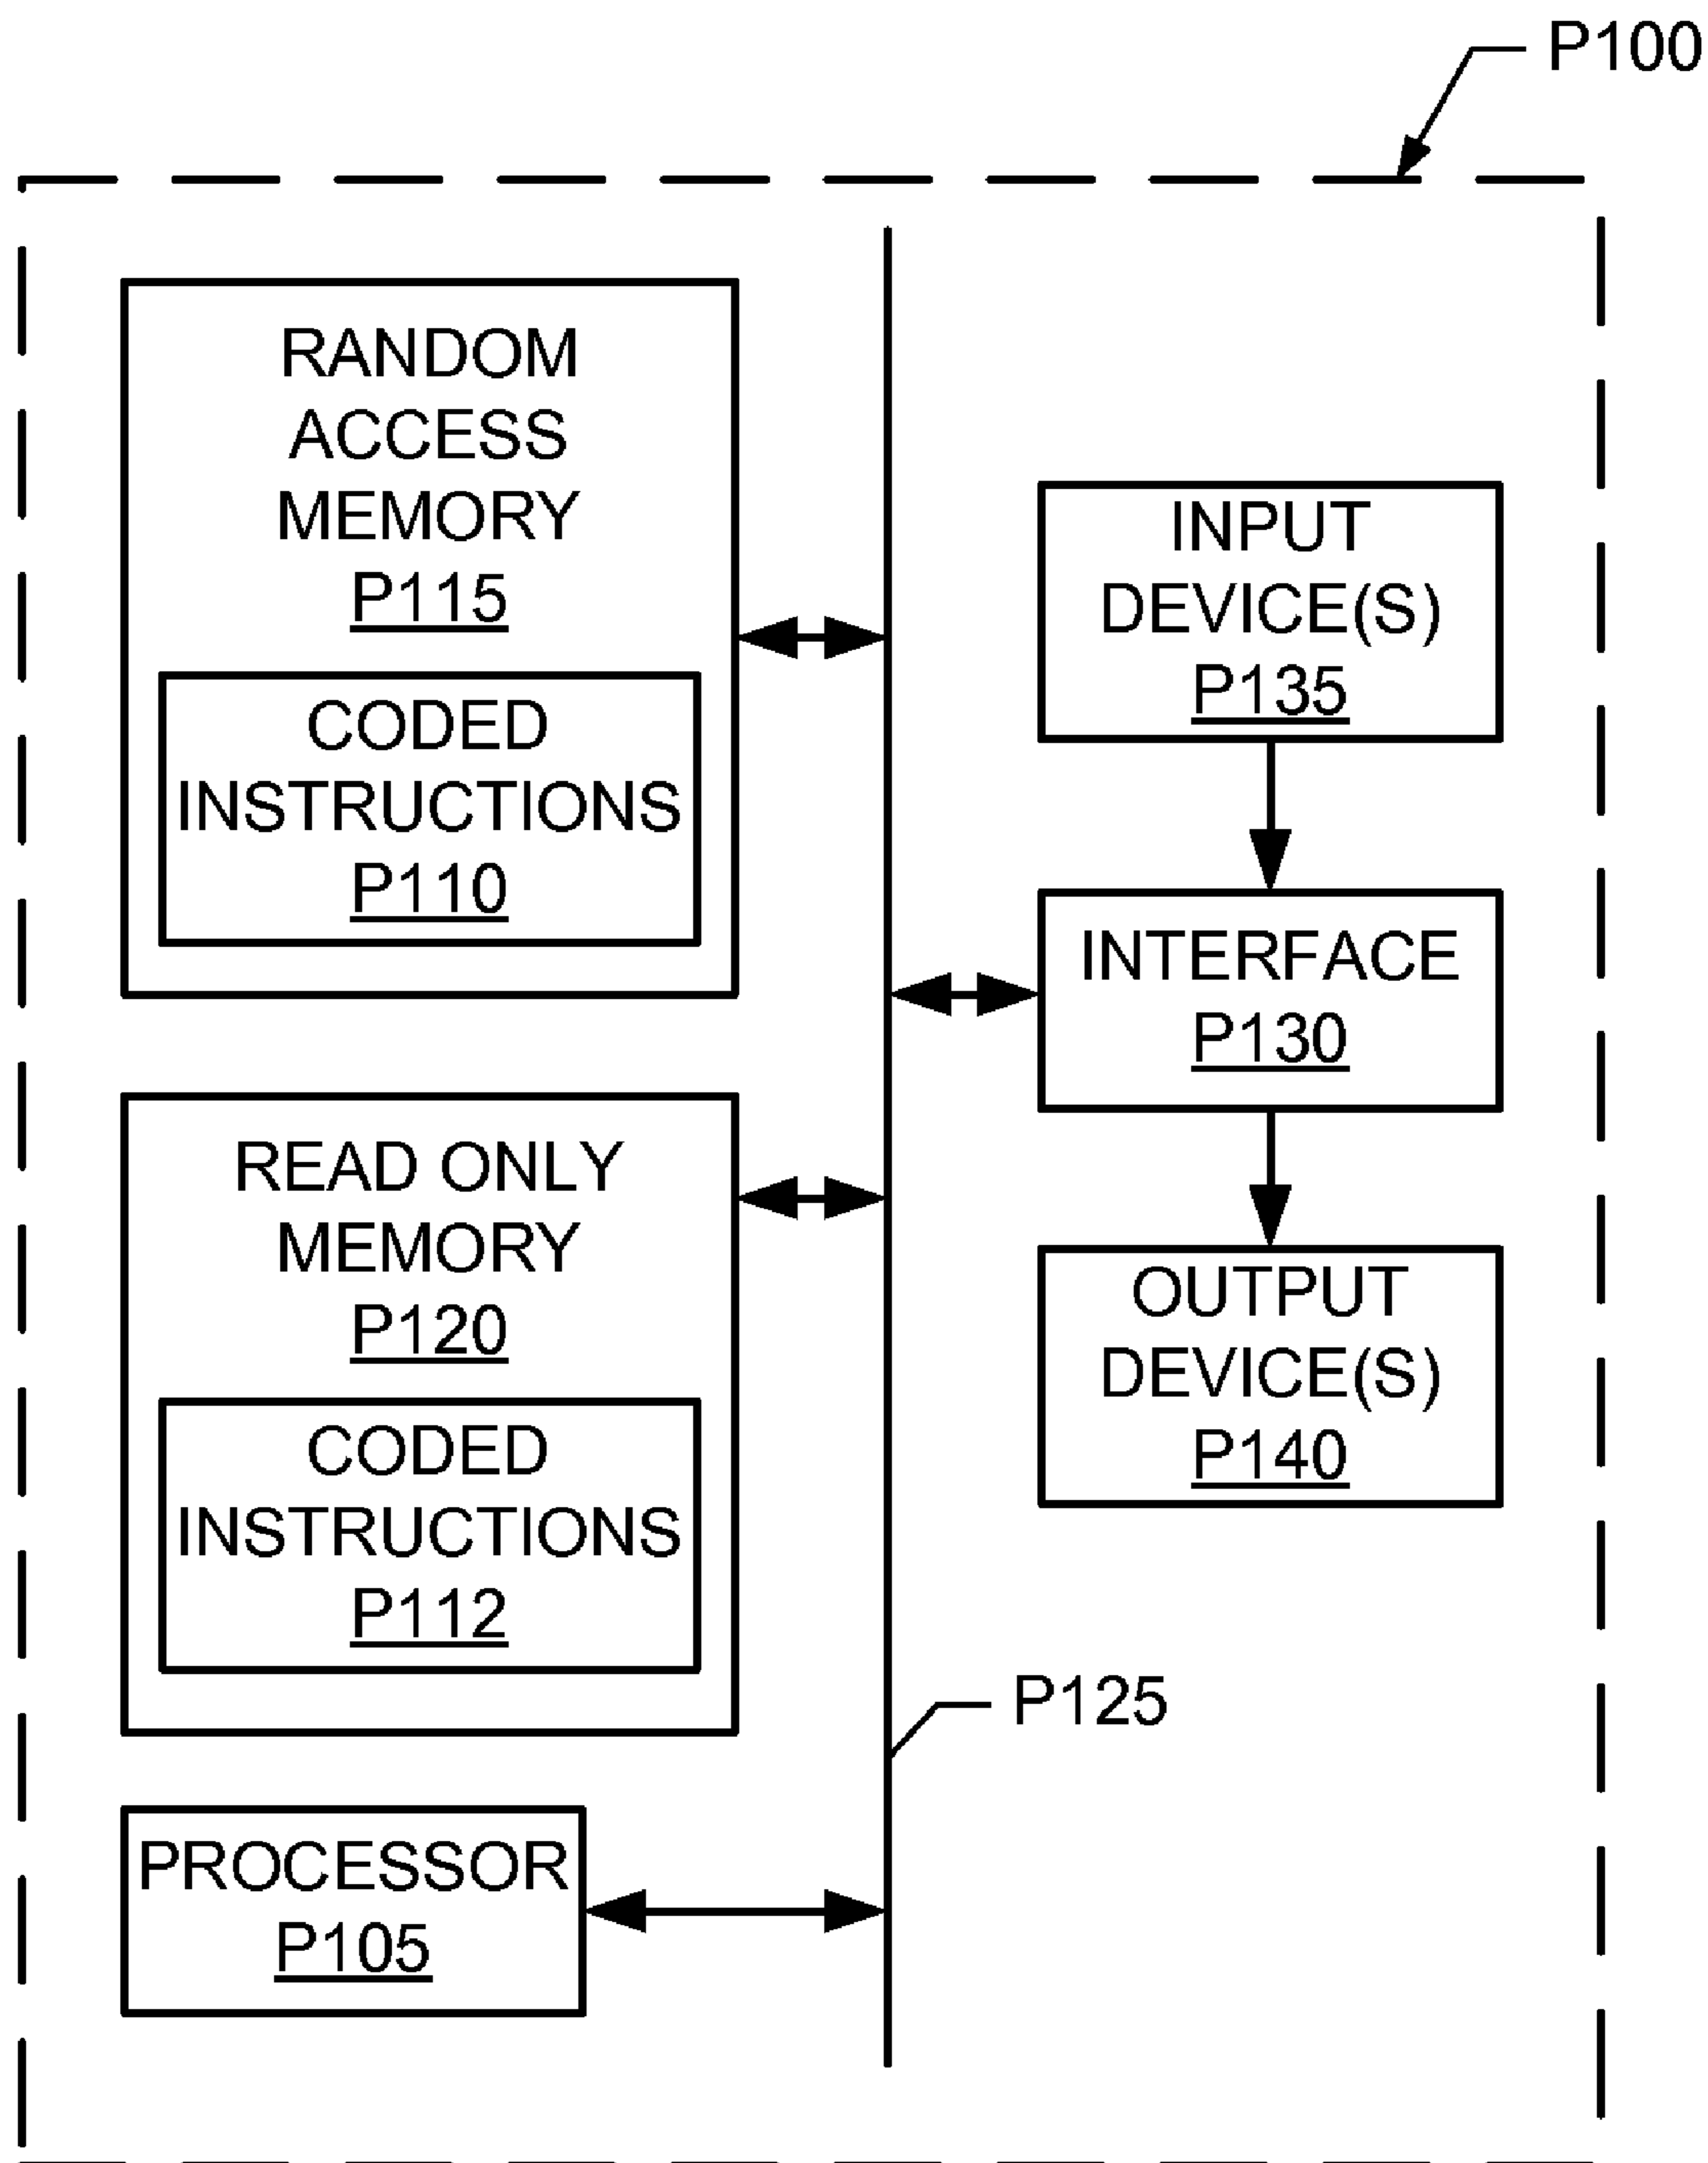 P100
RANDOM
ACCESS
MEMORY
P115
CODED
INSTRUCTIONS
P110
READ ONLY
MEMORY
P120
CODED
INSTRUCTIONS
P112
PROCESSOR
P105
INPUT
DEVICE(S)
P135
INTERFACE
P130
OUTPUT
DEVICE(S)
P140
P125